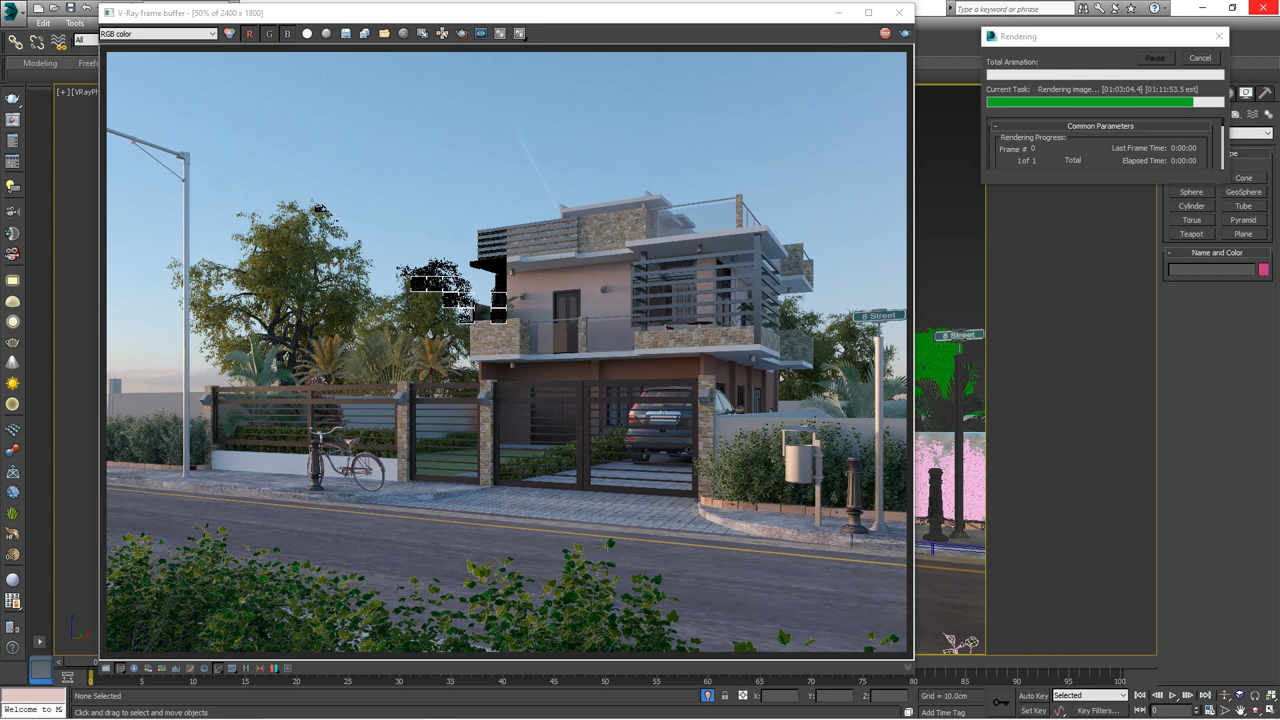 V-Ray frame buffer - [50% of 2400 x 1800]
Type a keyword or phrase
Edit
Tools
RGB color
R
G
B
All
Rendering
Total Animation:
Pause
Cancel
Current Task: Rendering image... [01:03:04.4] [01:11:53.5 est]
Modeling
Common Parameters
Rendering Progress:
Frame # 0
Last Frame Time: 0:00:00
1 of 1
Total
Elapsed Time: 0:00:00
Cone
Sphere
GeoSphere
Cylinder
Tube
Torus
Pyramid
Teapot
Plane
Name and Color
8 Street
8 Street
0 5 10 15 20 25 30 35 40 45 50 55 60 65 70 75 80 85 90 95 100
None Selected
X:
Y:
Z:
Grid = 10.0cm
Auto Key
Selected
Welcome to M
Click and drag to select and move objects
Add Time Tag
Set Key
Key Filters...
0